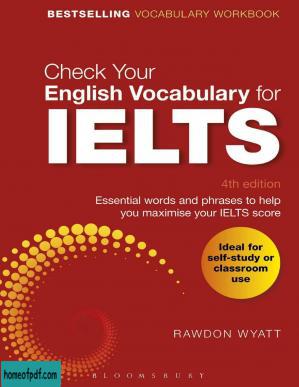 BESTSELLING VOCABULARY WORKBOOK
Check Your
English Vocabulary for
IELTS
4th edition
Essential words and phrases to help
you maximise your IELTS score
Ideal for
self-study or
classroom
use
RAWDON WYATT
homeofpdf.com
BLOOMSBURY